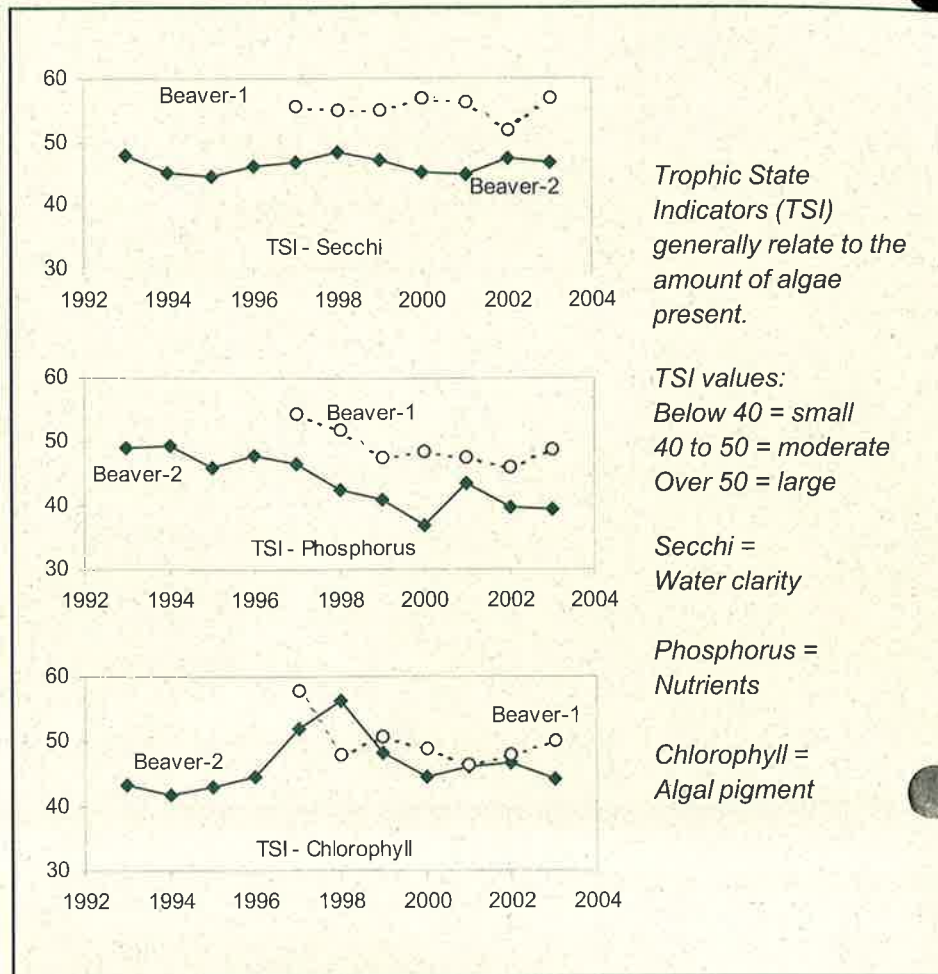 60
50
40
30
Beaver-1
Beaver-2
TSI - Secchi
1992 1994 1996 1998 2000 2002 2004
60
50
40
30
Beaver-1
Beaver-2
TSI - Phosphorus
1992 1994 1996 1998 2000 2002 2004
60
50
40
30
Beaver-1
Beaver-2
TSI - Chlorophyll
1992 1994 1996 1998 2000 2002 2004
Trophic State
Indicators (TSI)
generally relate to the
amount of algae
present.
TSI values:
Below 40 = small
40 to 50 = moderate
Over 50 = large
Secchi =
Water clarity
Phosphorus =
Nutrients
Chlorophyll =
Algal pigment